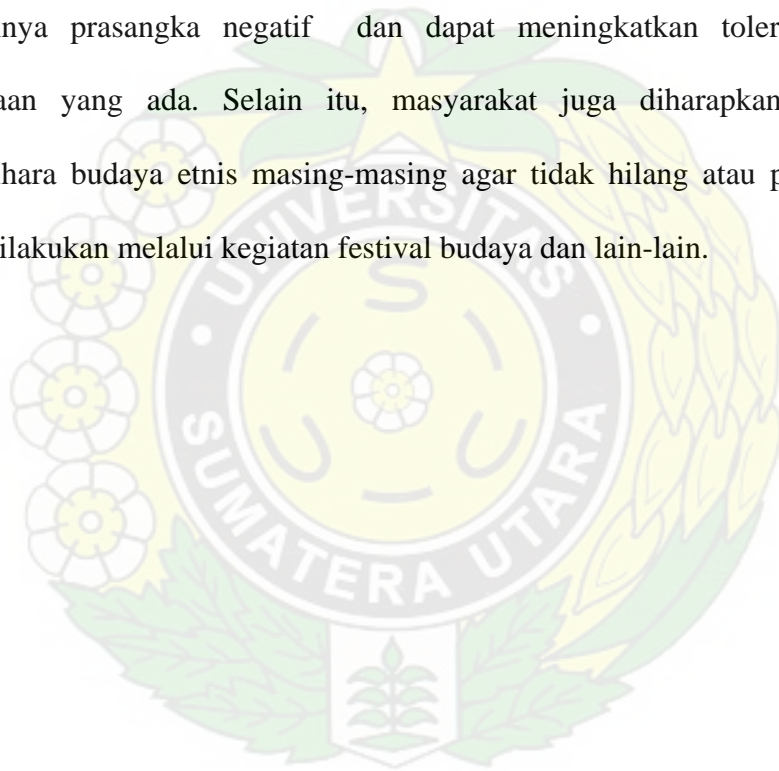 nya prasangka negatif dan dapat meningkatkan toler
aan yang ada. Selain itu, masyarakat juga diharapkan
hara budaya etnis masing-masing agar tidak hilang atau p
ilakukan melalui kegiatan festival budaya dan lain-lain.
UNIVERSITAS
SUMATERA UTARA